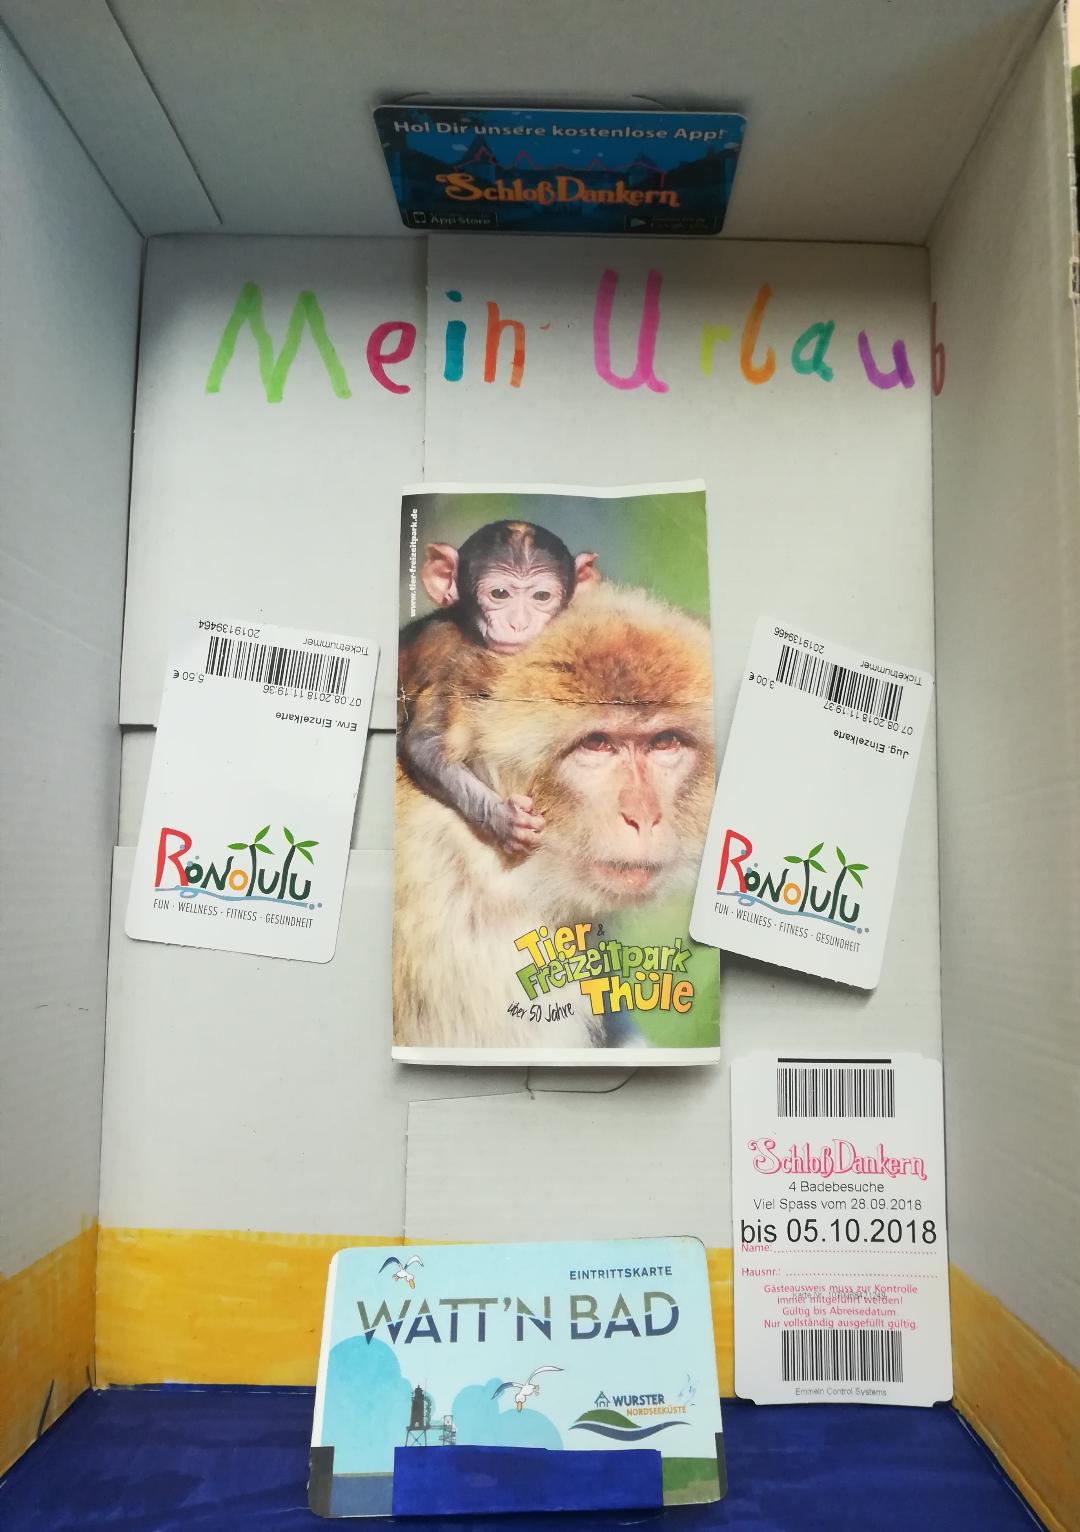 Hol Dir unsere kostenlose App!
Schloß Dankern
App Store
Mein Urlaub
www.tier-freizeitpark.de
Ticketnummer
2019139464
07.08.2018 11:19:36
5,50 €
Erw. Einzelkarte
RONOLULU
FUN · WELLNESS · FITNESS · GESUNDHEIT
Tier &
Freizeitpark
Thüle
über 50 Jahre
Ticketnummer
2019139466
07.08.2018 11:19:37
3,00 €
Jug. Einzelkarte
RONOLULU
FUN · WELLNESS · FITNESS · GESUNDHEIT
Schloß Dankern
4 Badebesuche
Viel Spass vom 28.09.2018
bis 05.10.2018
Name:
Hausnr.:
Gästeausweis muss zur Kontrolle
immer mitgeführt werden!
Gültig bis Abreisedatum.
Nur vollständig ausgefüllt gültig.
Emmeln Control Systems
EINTRITTSKARTE
WATT'N BAD
WURSTER
NORDSEEKÜSTE